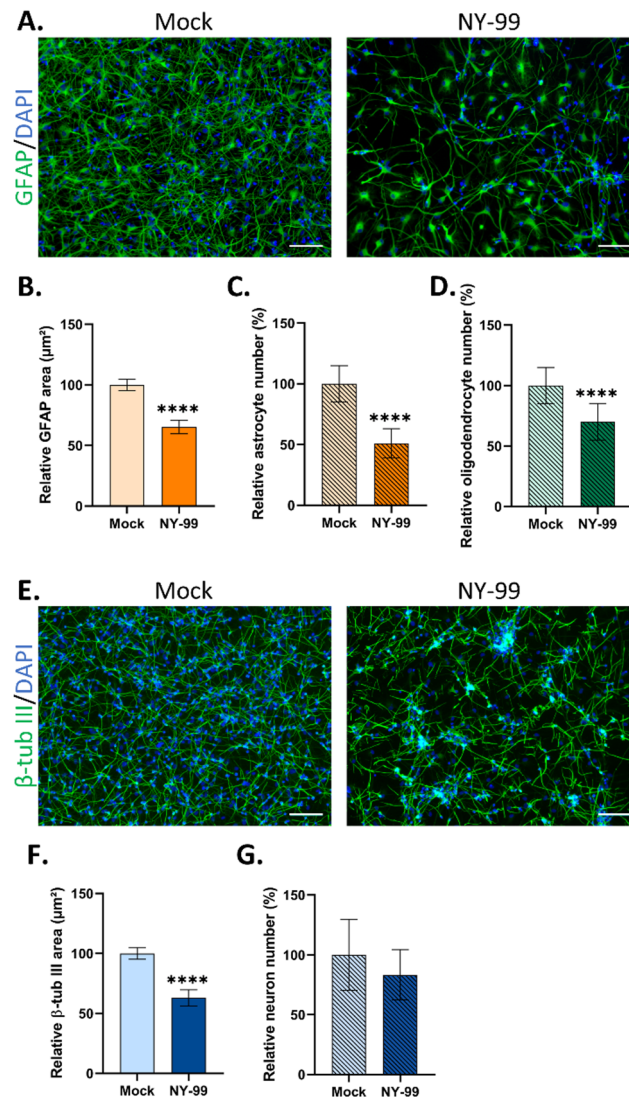 A.
Mock
NY-99
GFAP/DAPI
B.
Relative GFAP area (µm²)
150
100
50
0
****
Mock
NY-99
C.
Relative astrocyte number (%)
150
100
50
0
****
Mock
NY-99
D.
Relative oligodendrocyte number (%)
150
100
50
0
****
Mock
NY-99
E.
Mock
NY-99
β-tub III/DAPI
F.
Relative β-tub III area (µm²)
150
100
50
0
****
Mock
NY-99
G.
Relative neuron number (%)
150
100
50
0
Mock
NY-99